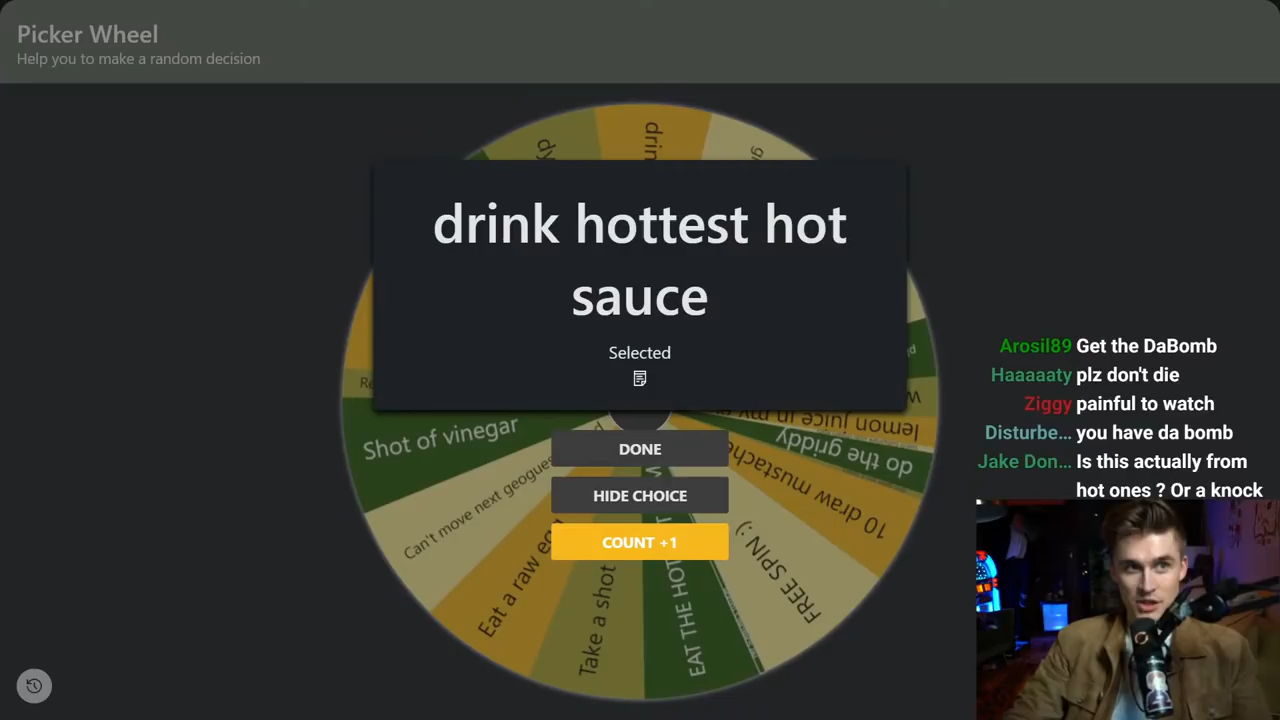 Picker Wheel
Help you to make a random decision
drink hottest hot
sauce
Selected
DONE
HIDE CHOICE
COUNT +1
Shot of vinegar
Can't move next geogues
Eat a raw
Take a shot
EAT THE HOT
FREE SPIN :)
10 draw mustache
do the griddy
lemon juice in my
Arosil89 Get the DaBomb
Haaaaaty plz don't die
Ziggy painful to watch
Disturbe... you have da bomb
Jake Don... Is this actually from
hot ones ? Or a knock